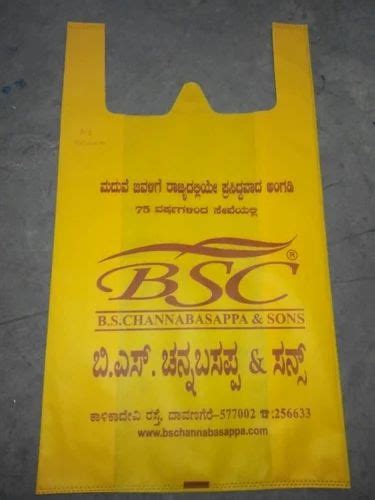 ಮದುವೆ ಜವಳಿಗೆ ರಾಜ್ಯದಲ್ಲಿಯೇ ಪ್ರಸಿದ್ಧವಾದ ಅಂಗಡಿ
75 ವರ್ಷಗಳಿಂದ ಸೇವೆಯಲ್ಲಿ
BSC ®
B.S.CHANNABASAPPA & SONS
ಬಿ.ಎಸ್. ಚನ್ನಬಸಪ್ಪ & ಸನ್ಸ್
ಕಾಳಿಕಾದೇವಿ ರಸ್ತೆ, ದಾವಣಗೆರೆ-577002 ☎:256633
www.bschannabasappa.com